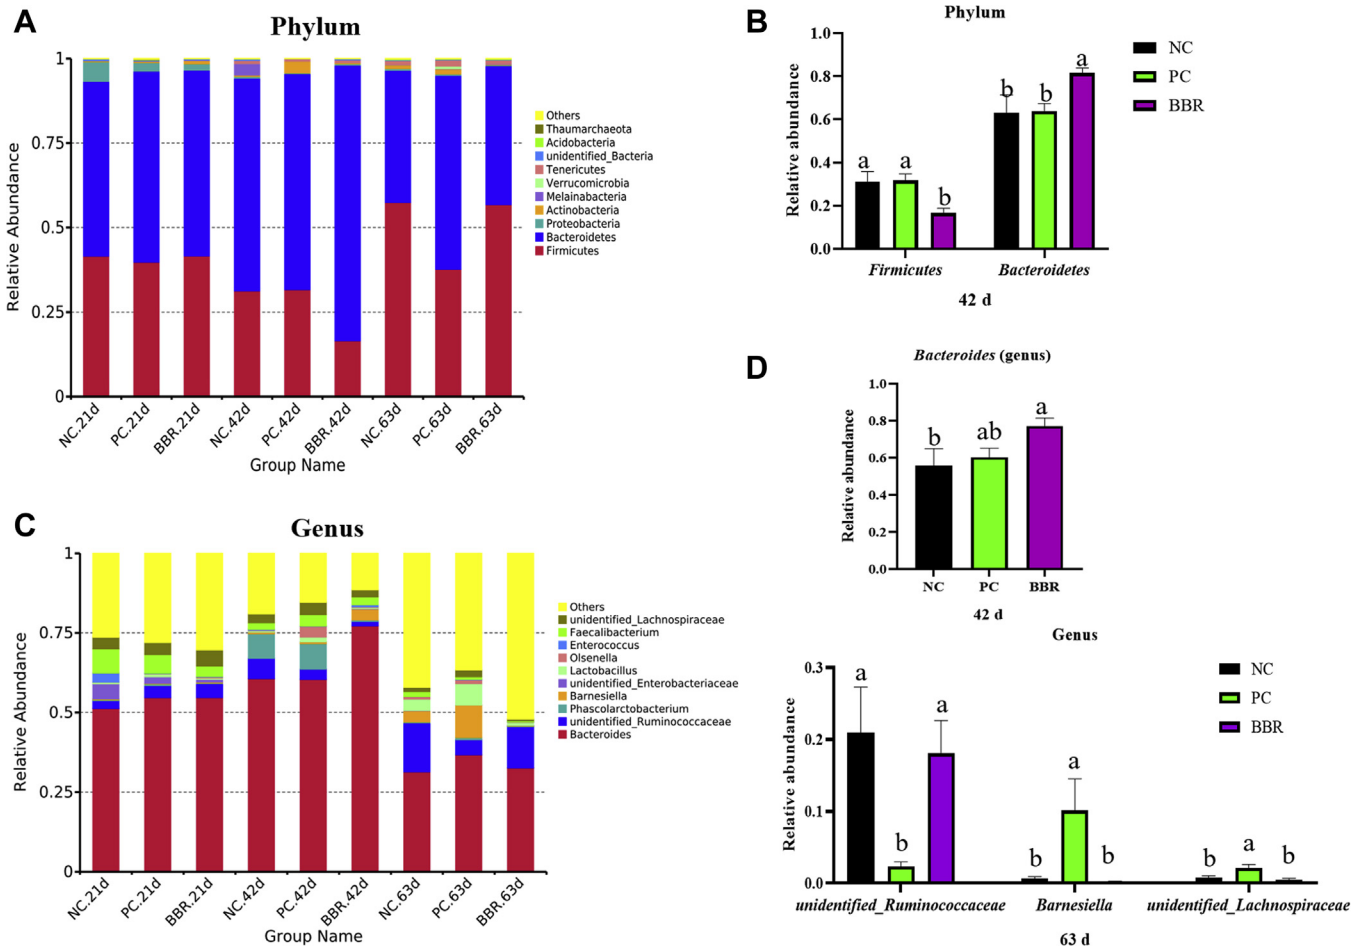 A
Phylum
Relative Abundance
1
0.75
0.5
0.25
0
NC.21d
PC.21d
BBR.21d
NC.42d
PC.42d
BBR.42d
NC.63d
PC.63d
BBR.63d
Group Name
Others
Thaumarchaeota
Acidobacteria
unidentified_Bacteria
Tenericutes
Verrucomicrobia
Melainabacteria
Actinobacteria
Proteobacteria
Bacteroidetes
Firmicutes
B
Phylum
Relative abundance
1.0
0.8
0.6
0.4
0.2
0.0
a
a
b
b
b
a
Firmicutes
Bacteroidetes
42 d
NC
PC
BBR
C
Genus
Relative Abundance
1
0.75
0.5
0.25
0
NC.21d
PC.21d
BBR.21d
NC.42d
PC.42d
BBR.42d
NC.63d
PC.63d
BBR.63d
Group Name
Others
unidentified_Lachnospiraceae
Faecalibacterium
Enterococcus
Olsenella
Lactobacillus
unidentified_Enterobacteriaceae
Barnesiella
Phascolarctobacterium
unidentified_Ruminococcaceae
Bacteroides
D
Bacteroides (genus)
Relative abundance
1.0
0.8
0.6
0.4
0.2
0.0
b
ab
a
NC
PC
BBR
42 d
Genus
Relative abundance
0.3
0.2
0.1
0.0
a
b
a
b
a
b
b
a
b
unidentified_Ruminococcaceae
Barnesiella
unidentified_Lachnospiraceae
63 d
NC
PC
BBR